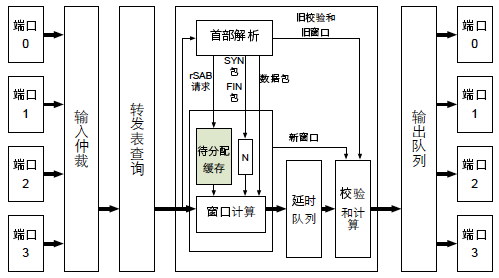 端口
0
端口
1
端口
2
端口
3
输入仲裁
转发表查询
首部解析
旧校验和
旧窗口
rSAB
请求
SYN
包
FIN
包
数据包
待分配
缓存
N
新窗口
窗口计算
延时
队列
校验
和计
算
输出队列
端口
0
端口
1
端口
2
端口
3